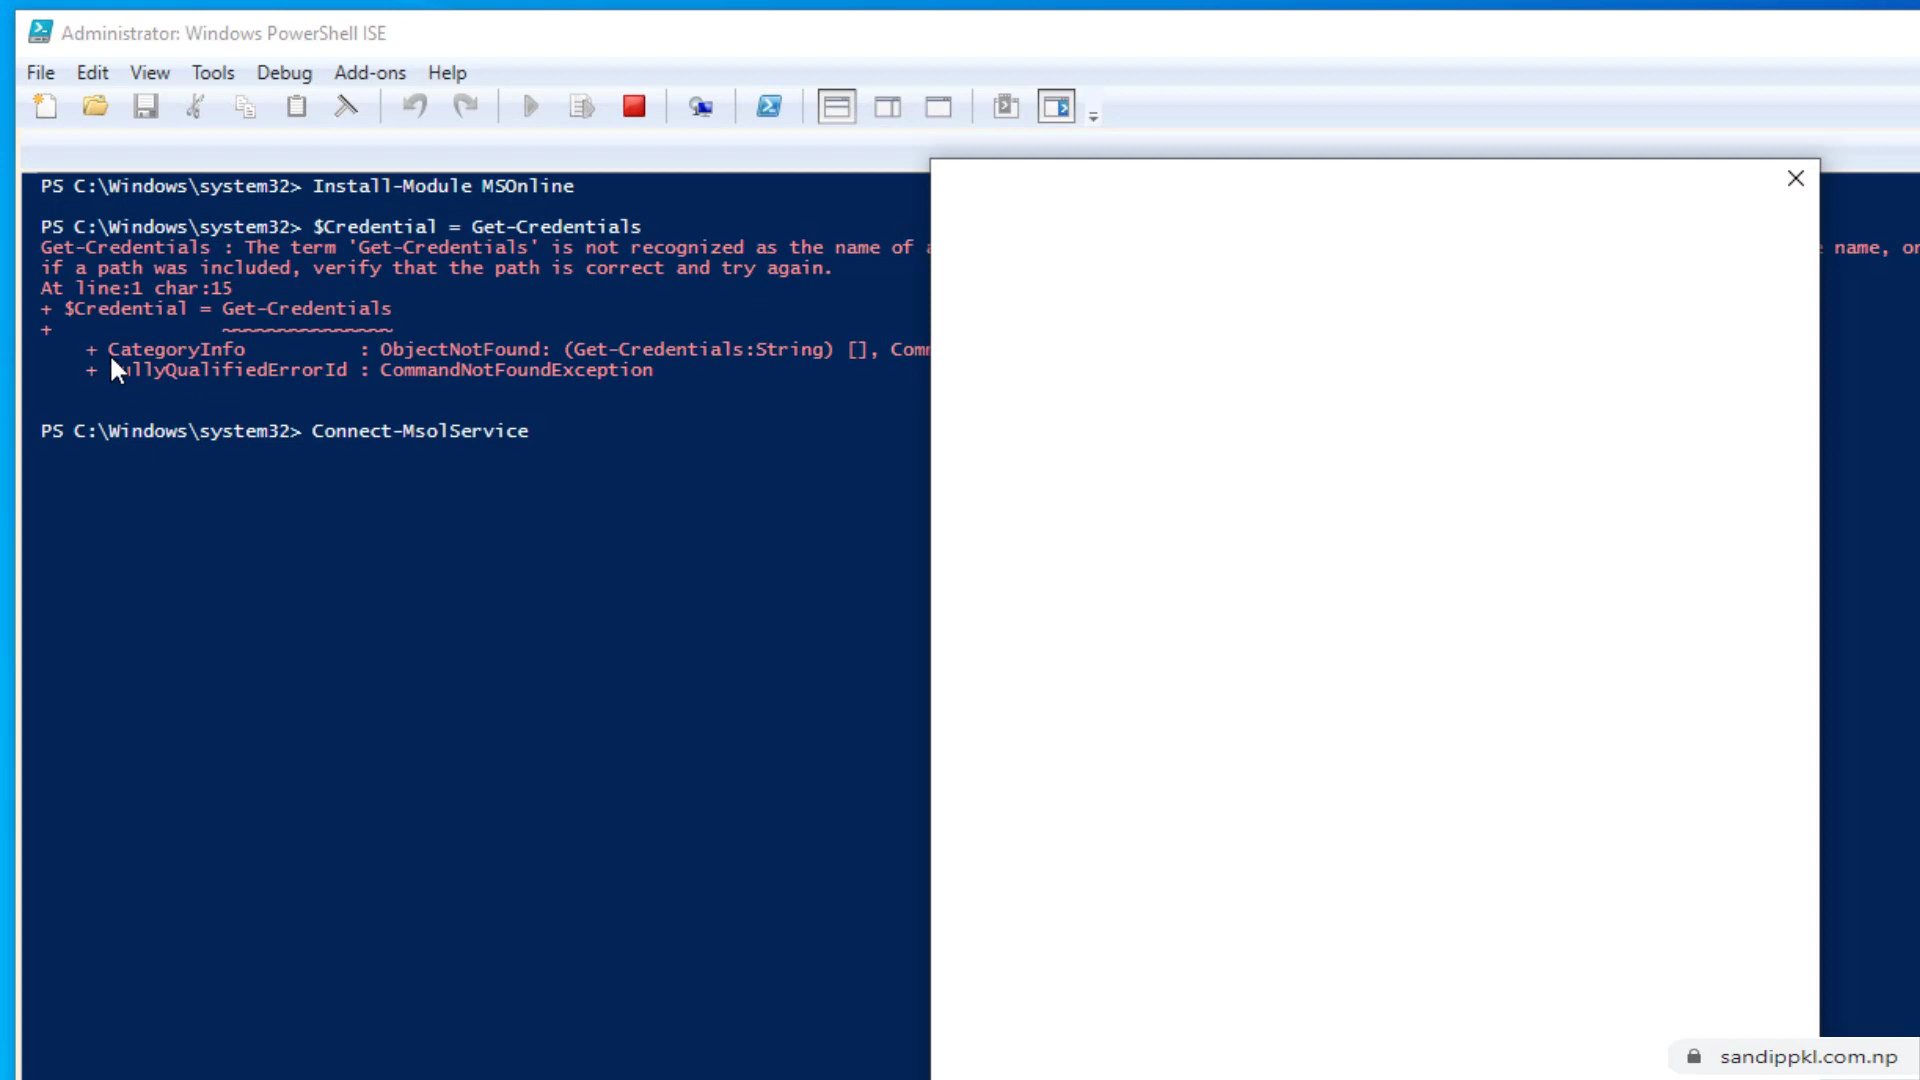 Administrator: Windows PowerShell ISE
File Edit View Tools Debug Add-ons Help
PS C:\Windows\system32> Install-Module MSOnline
PS C:\Windows\system32> $Credential = Get-Credentials
Get-Credentials : The term 'Get-Credentials' is not recognized as the name of name, or
if a path was included, verify that the path is correct and try again.
At line:1 char:15
+ $Credential = Get-Credentials
+ ~~~~~~~~~~~~~~~
+ CategoryInfo : ObjectNotFound: (Get-Credentials:String) [], Com
+ ullyQualifiedErrorId : CommandNotFoundException
PS C:\Windows\system32> Connect-MsolService
sandippkl.com.np